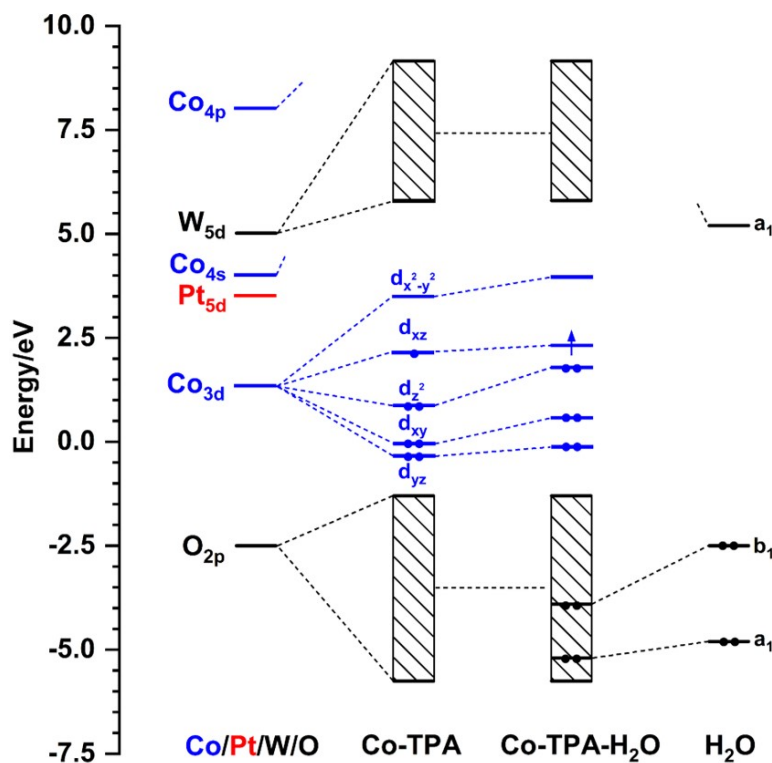 Energy/eV
10.0
7.5
5.0
2.5
0.0
-2.5
-5.0
-7.5
Co4p
W5d
Co4s
Pt5d
Co3d
O2p
dx²-y²
dxz
dz²
dxy
dyz
a1
b1
a1
Co/Pt/W/O Co-TPA Co-TPA-H2O H2O